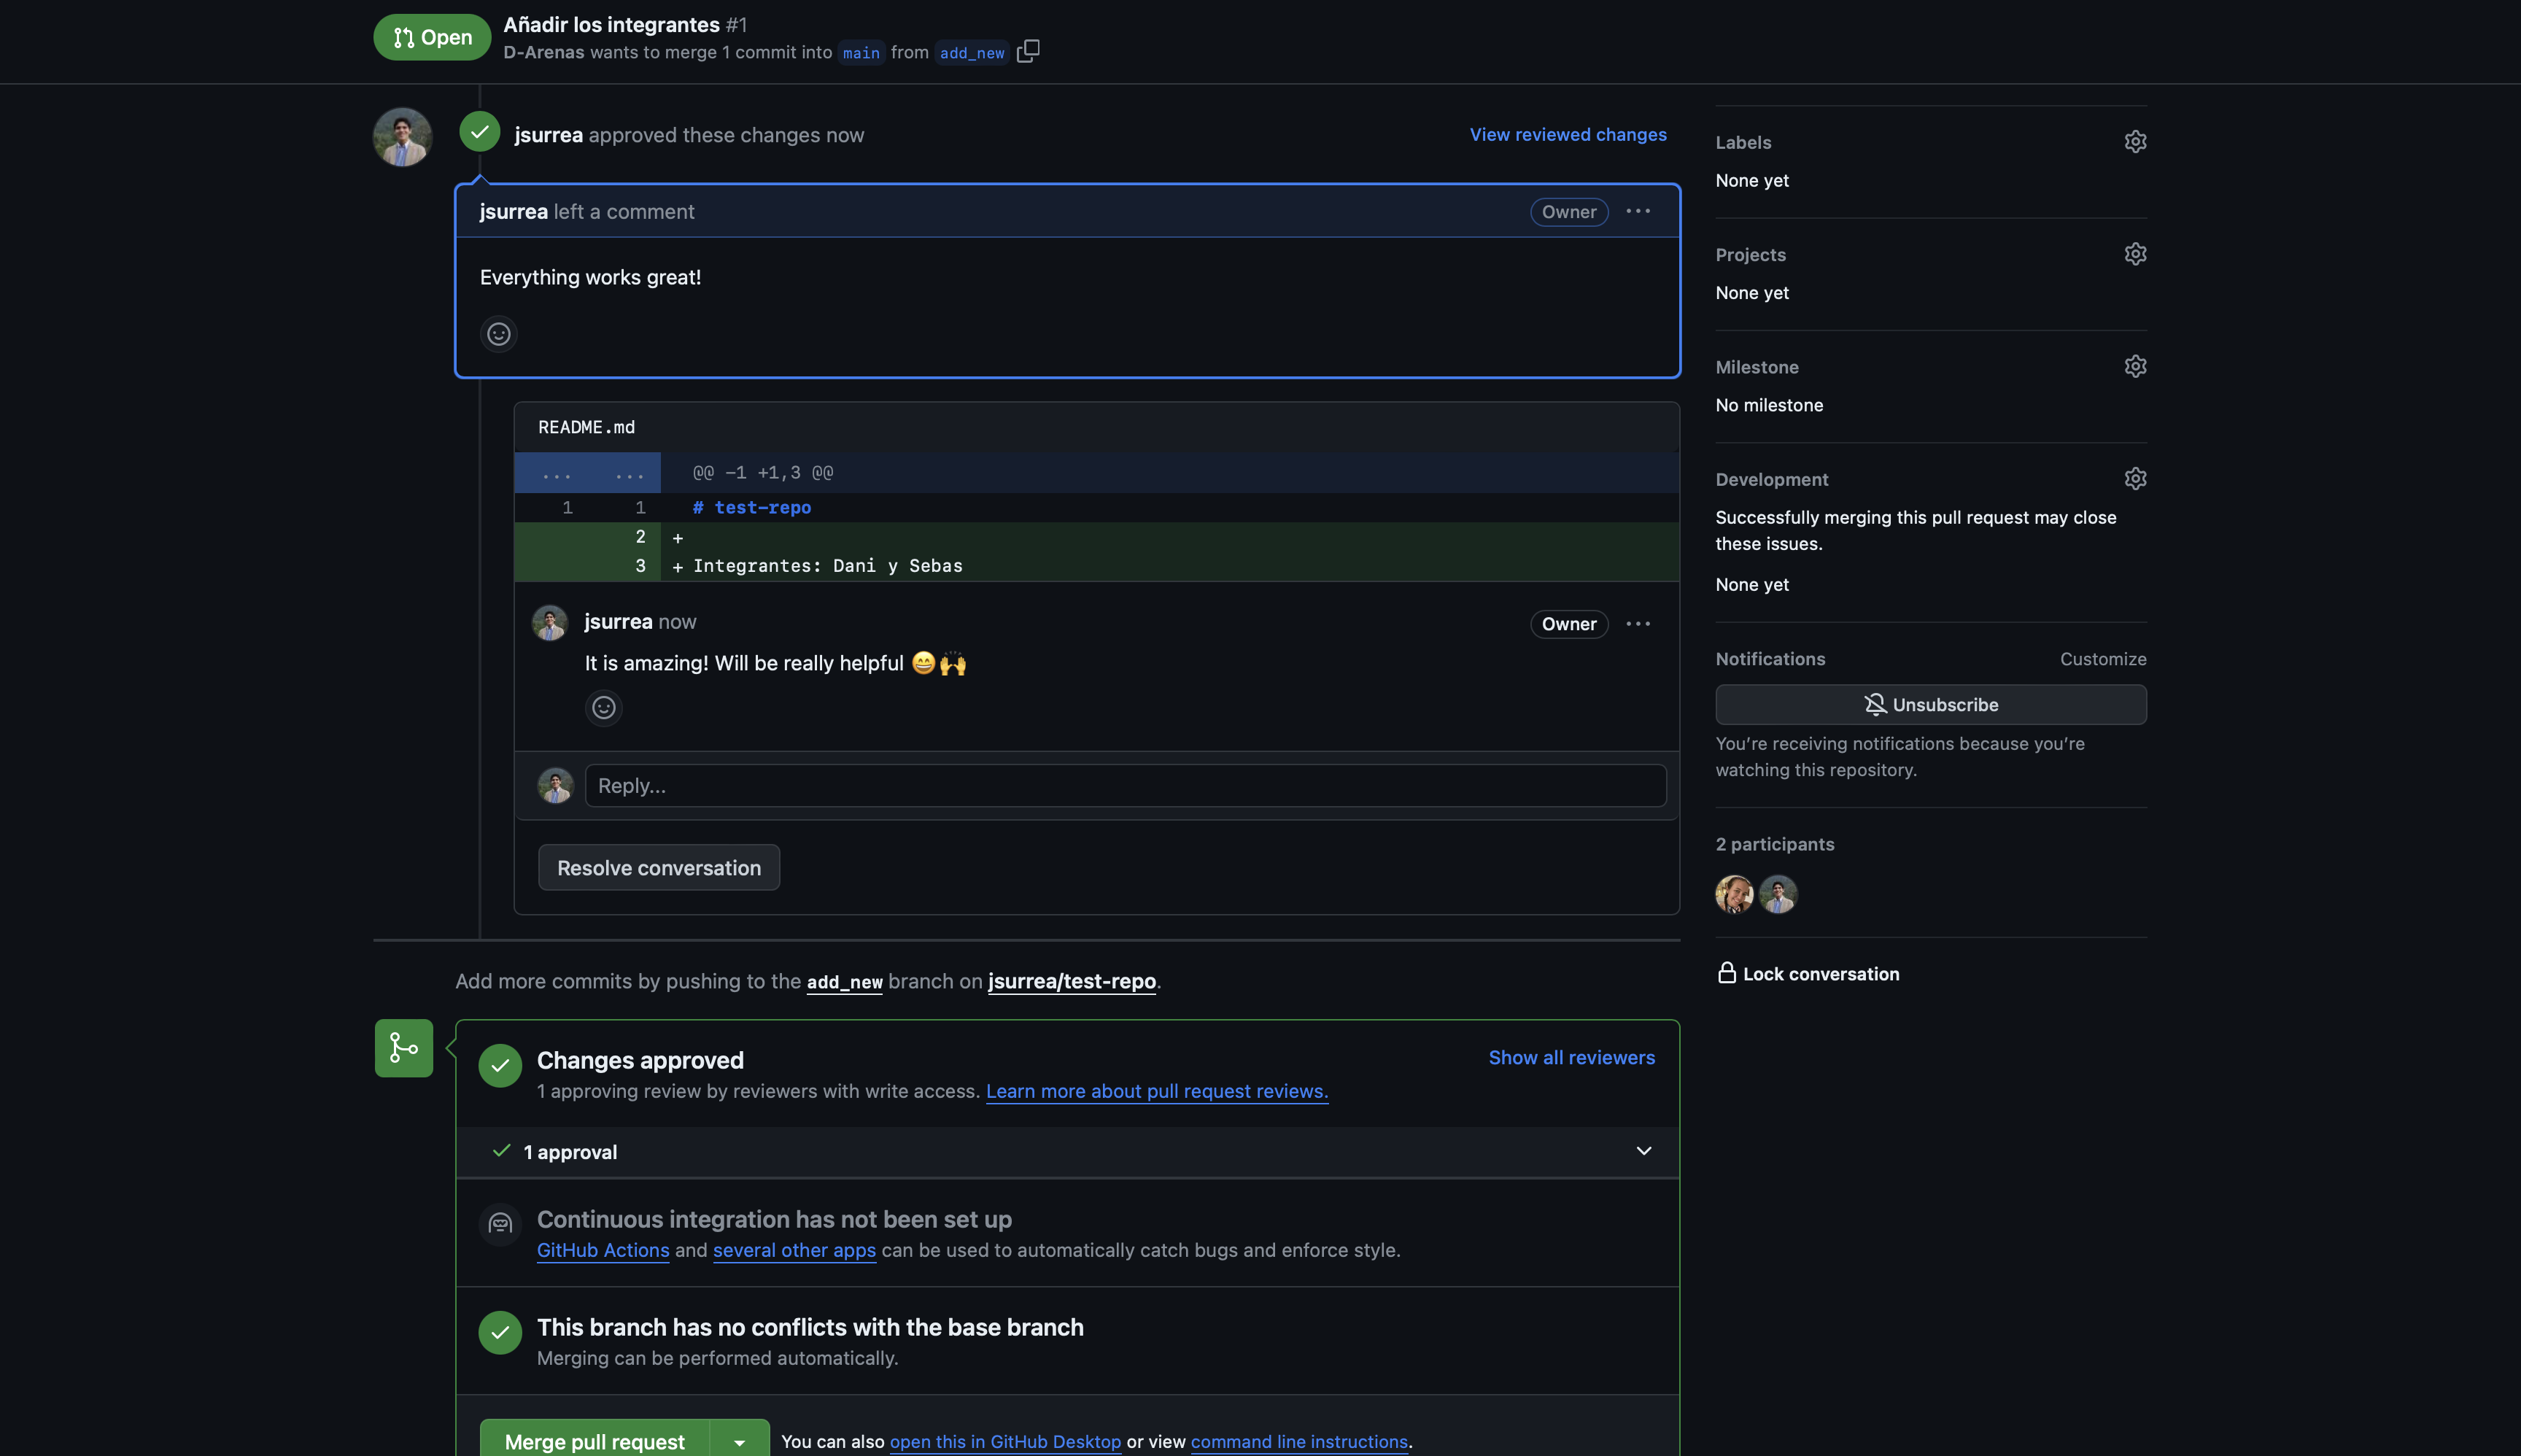 Open
Añadir los integrantes #1
D-Arenas wants to merge 1 commit into main from add_new
jsurrea approved these changes now
View reviewed changes
jsurrea left a comment
Owner
Everything works great!
README.md
... ... @@ -1 +1,3 @@
1 1 # test-repo
2 +
3 + Integrantes: Dani y Sebas
jsurrea now
Owner
It is amazing! Will be really helpful 😄🙌
Reply...
Resolve conversation
Add more commits by pushing to the add_new branch on jsurrea/test-repo.
Changes approved
Show all reviewers
1 approving review by reviewers with write access. Learn more about pull request reviews.
1 approval
Continuous integration has not been set up
GitHub Actions and several other apps can be used to automatically catch bugs and enforce style.
This branch has no conflicts with the base branch
Merging can be performed automatically.
Merge pull request
You can also open this in GitHub Desktop or view command line instructions.
Labels
None yet
Projects
None yet
Milestone
No milestone
Development
Successfully merging this pull request may close
these issues.
None yet
Notifications
Customize
Unsubscribe
You’re receiving notifications because you’re
watching this repository.
2 participants
Lock conversation